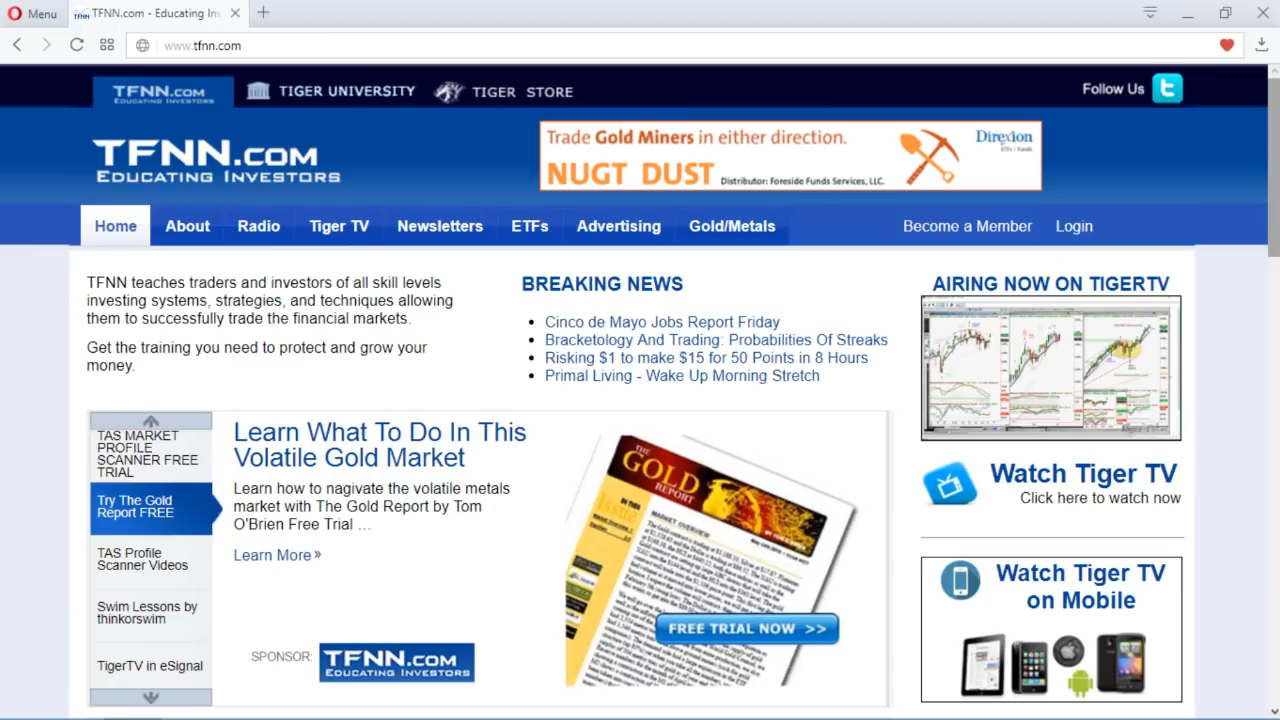 Menu
TFNN.com - Educating In
www.tfnn.com
TFNN.COM
EDUCATING INVESTORS
TIGER UNIVERSITY
TIGER STORE
Follow Us
TFNN.COM
EDUCATING INVESTORS
Trade Gold Miners in either direction.
NUGT DUST
Distributor: Foreside Funds Services, LLC.
Direxion
Home
About
Radio
Tiger TV
Newsletters
ETFs
Advertising
Gold/Metals
Become a Member
Login
TFNN teaches traders and investors of all skill levels
investing systems, strategies, and techniques allowing
them to successfully trade the financial markets.
Get the training you need to protect and grow your
money.
BREAKING NEWS
Cinco de Mayo Jobs Report Friday
Bracketology And Trading: Probabilities Of Streaks
Risking $1 to make $15 for 50 Points in 8 Hours
Primal Living - Wake Up Morning Stretch
AIRING NOW ON TIGERTV
Watch Tiger TV
Click here to watch now
Watch Tiger TV
on Mobile
TAS MARKET
PROFILE
SCANNER FREE
TRIAL
Try The Gold
Report FREE
TAS Profile
Scanner Videos
Swim Lessons by
thinkorswim
TigerTV in eSignal
Learn What To Do In This
Volatile Gold Market
Learn how to nagivate the volatile metals
market with The Gold Report by Tom
O'Brien Free Trial ...
Learn More »
SPONSOR:
TFNN.COM
EDUCATING INVESTORS
THE
GOLD
REPORT
MARKET OVERVIEW
FREE TRIAL NOW >>